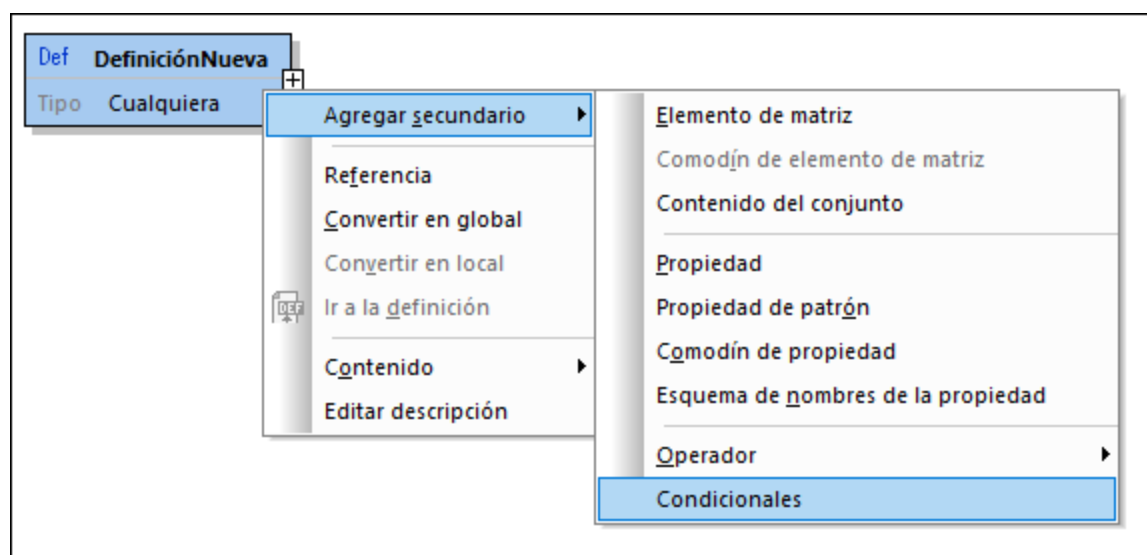 Def DefiniciónNueva
Tipo Cualquiera
Agregar secundario
Referencia
Convertir en global
Convertir en local
DEF Ir a la definición
Contenido
Editar descripción
Elemento de matriz
Comodín de elemento de matriz
Contenido del conjunto
Propiedad
Propiedad de patrón
Comodín de propiedad
Esquema de nombres de la propiedad
Operador
Condicionales